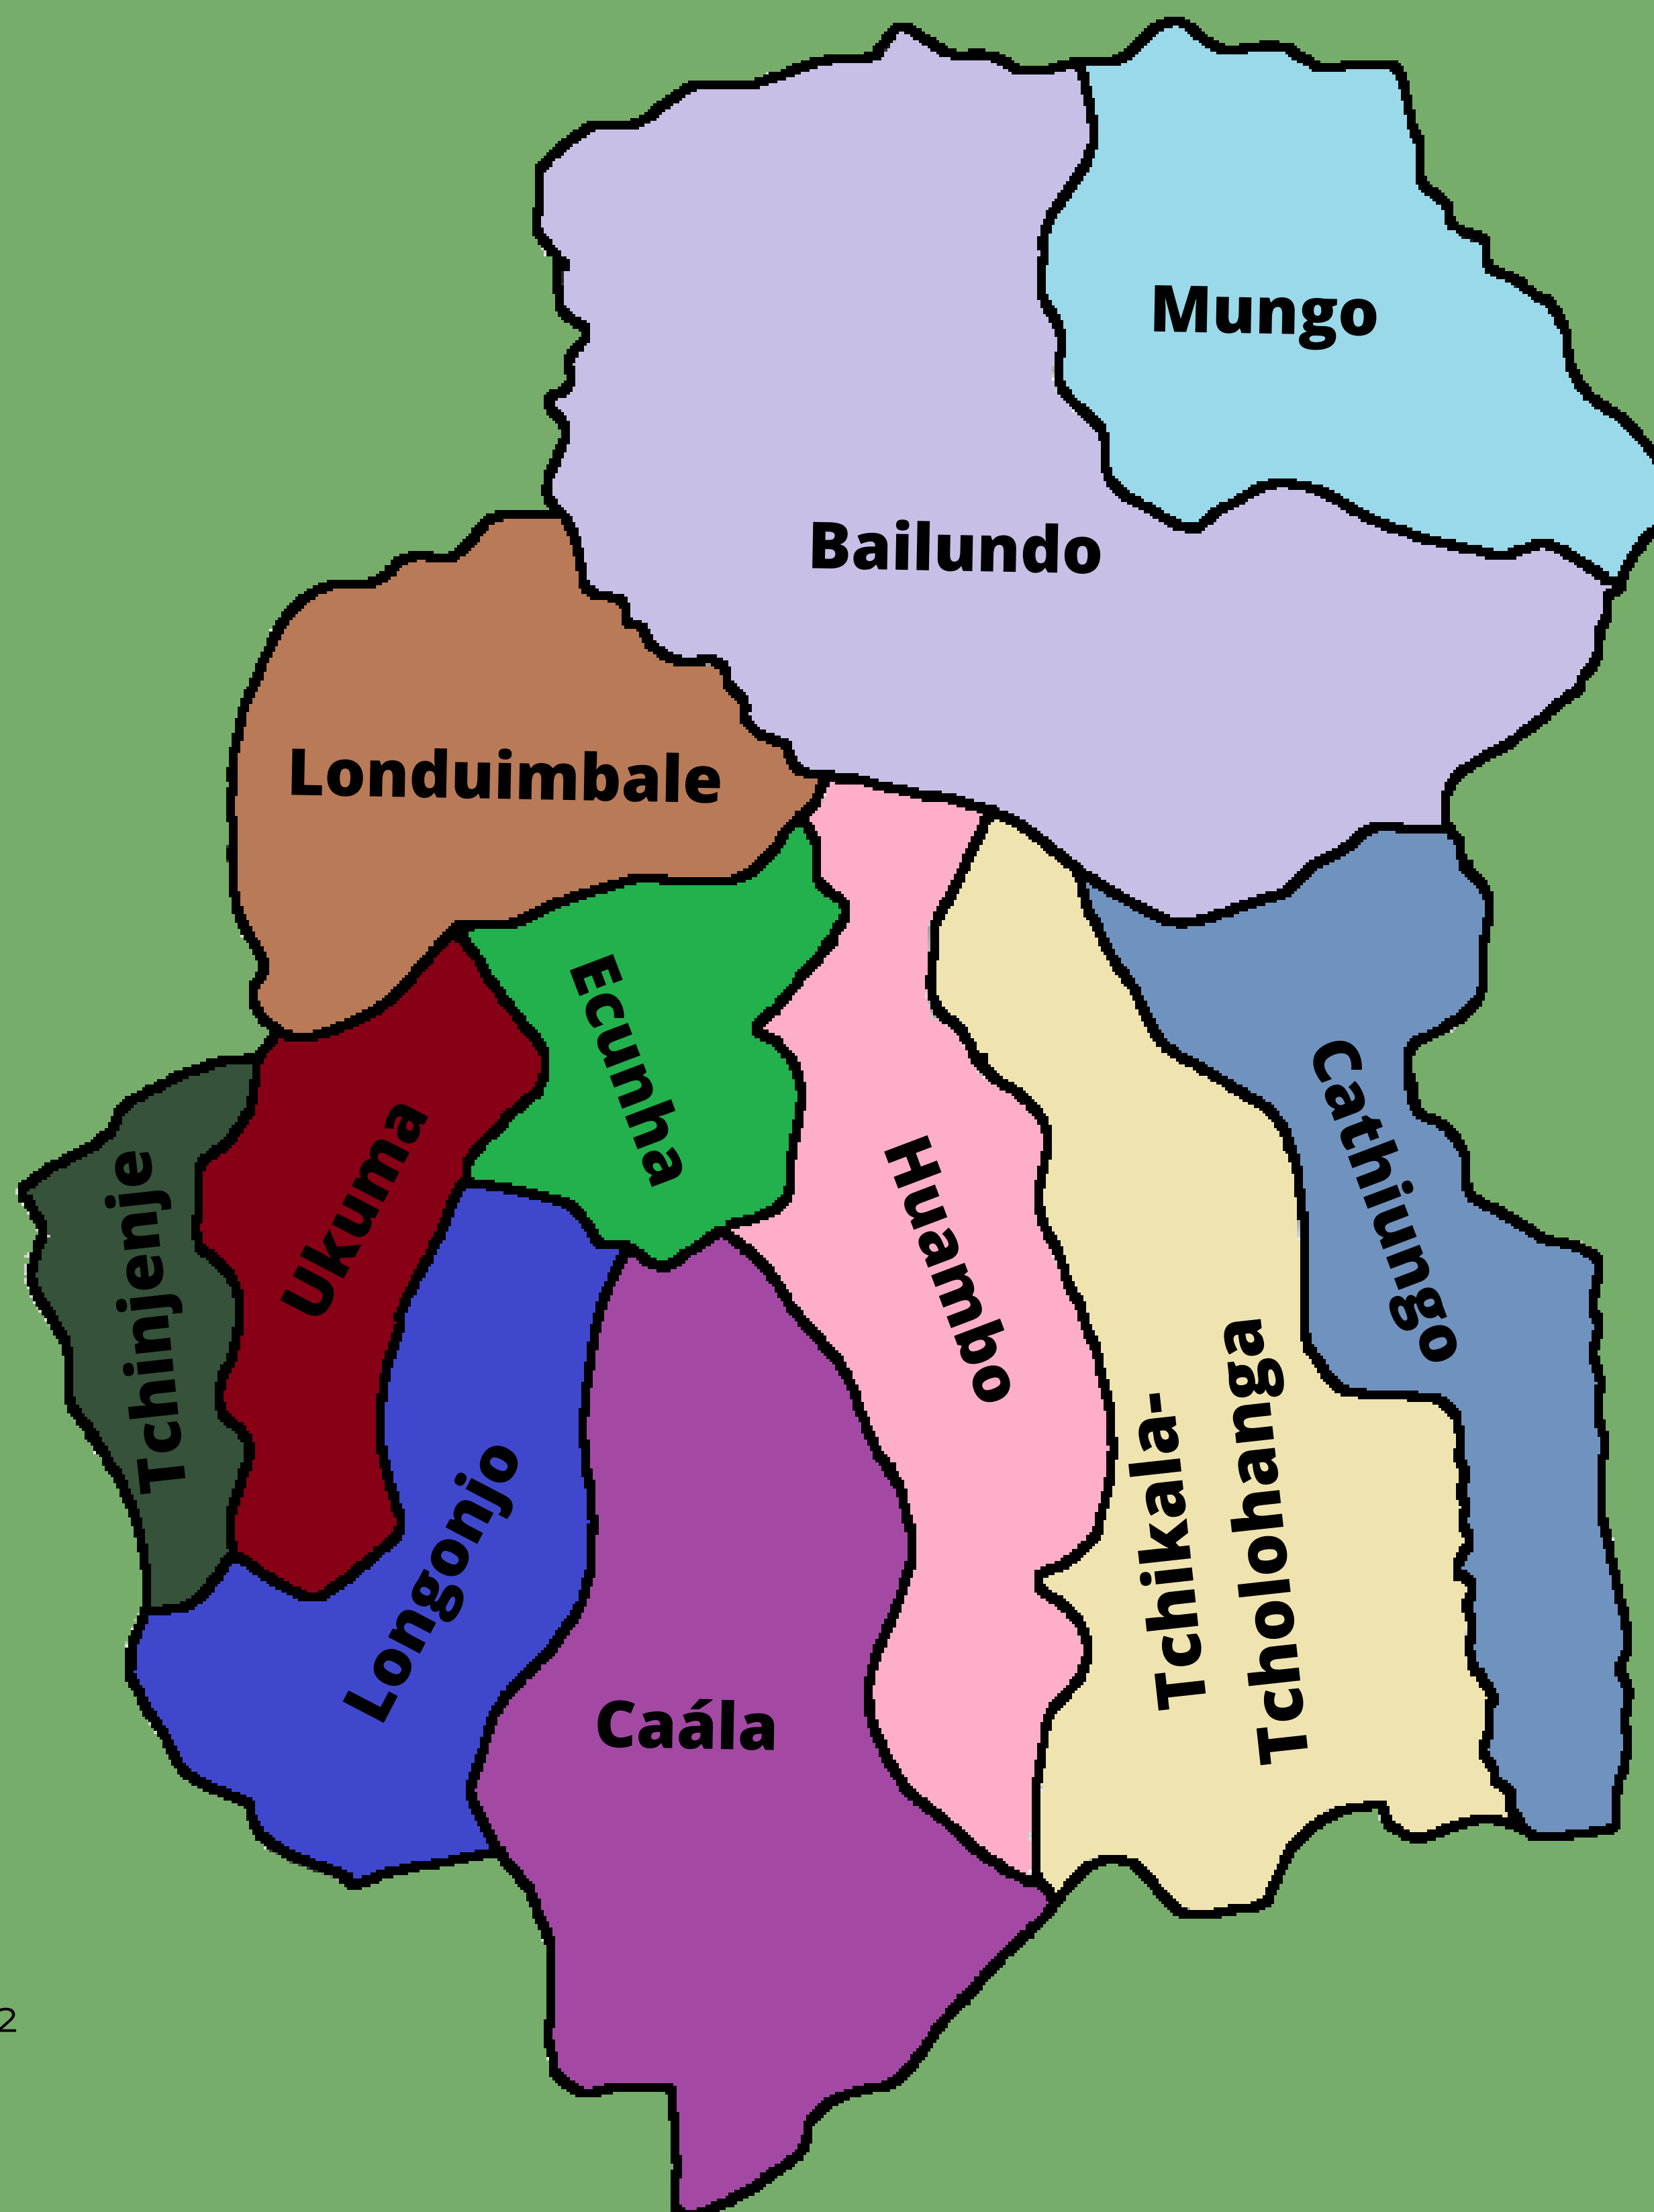 Mungo
Bailundo
Londuimbale
Ecunha
Cathiungo
Ukuma
Huambo
Tchinjenje
Tchikala-
Tcholohanga
Longonjo
Caála
2